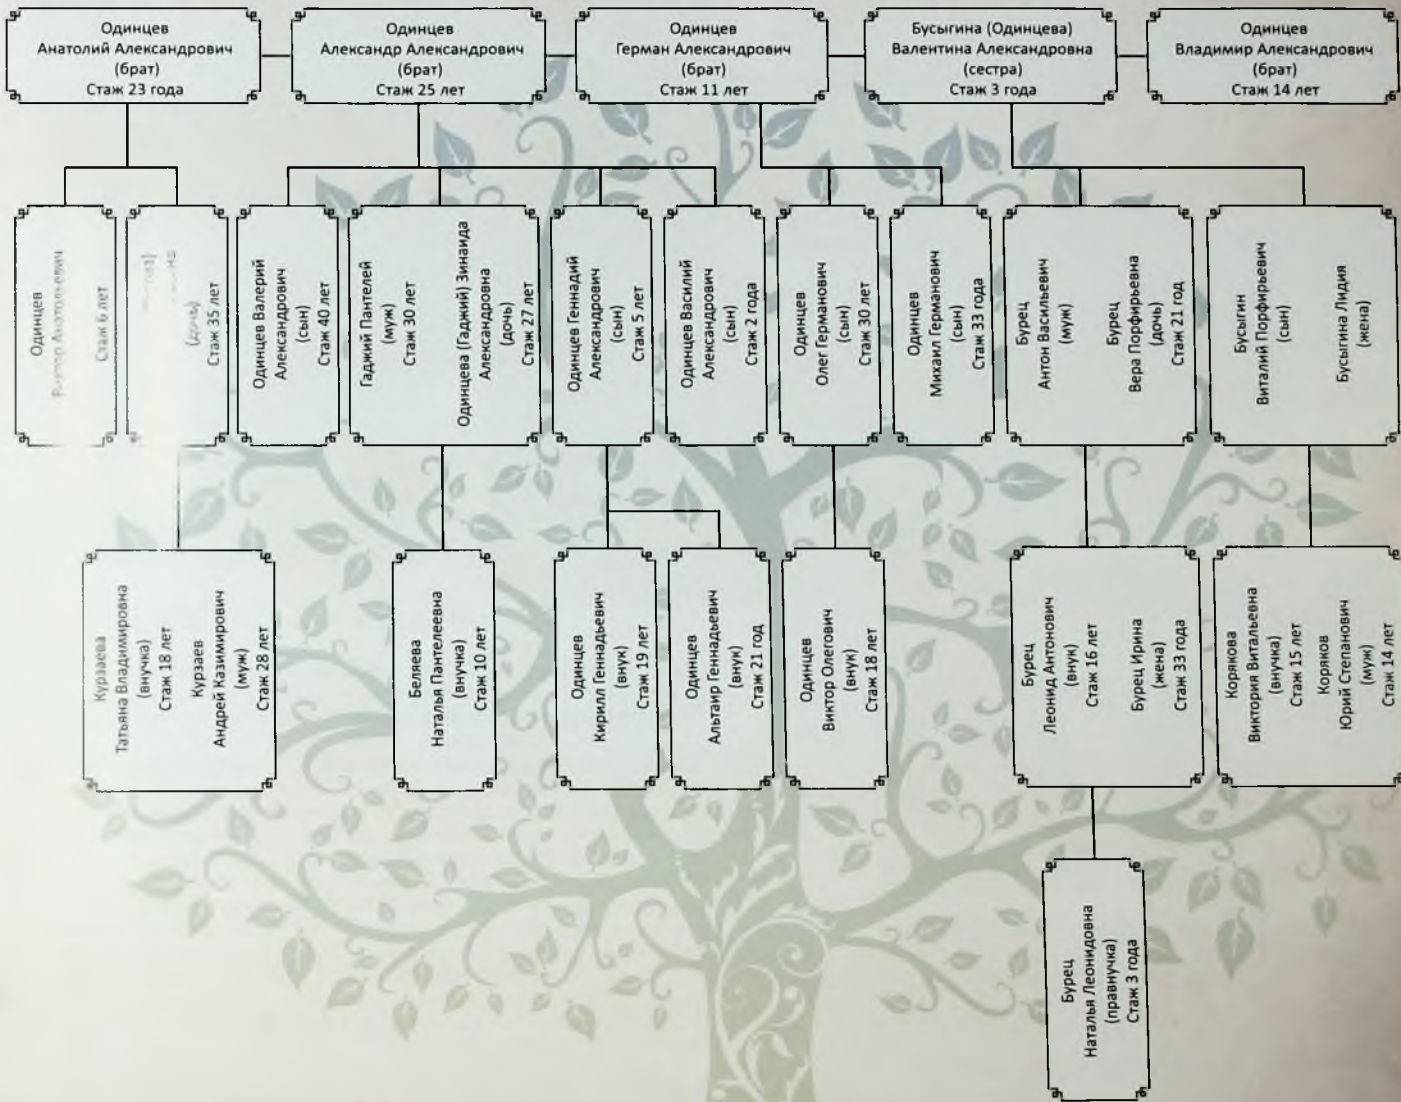 Одинцев
Анатолий Александрович
(брат)
Стаж 23 года
Одинцев
Александр Александрович
(брат)
Стаж 25 лет
Одинцев
Герман Александрович
(брат)
Стаж 11 лет
Бусыгина (Одинцева)
Валентина Александровна
(сестра)
Стаж 3 года
Одинцев
Владимир Александрович
(брат)
Стаж 14 лет
Одинцев
Анатольевич
Стаж 6 лет
(дочь)
Стаж 35 лет
Одинцев Валерий
Александрович
(сын)
Стаж 40 лет
Гаджий Пантелей
(муж)
Стаж 30 лет
Одинцева (Гаджий) Зинаида
Александровна
(дочь)
Стаж 27 лет
Одинцев Геннадий
Александрович
(сын)
Стаж 5 лет
Одинцев Василий
Александрович
(сын)
Стаж 2 года
Одинцев
Олег Германович
(сын)
Стаж 30 лет
Одинцев
Михаил Германович
(сын)
Стаж 33 года
Бурец
Антон Васильевич
(муж)
Бурец
Вера Порфирьевна
(дочь)
Стаж 21 год
Бусыгин
Виталий Порфирьевич
(сын)
Бусыгина Лидия
(жена)
Курзаева
Татьяна Владимировна
(внучка)
Стаж 18 лет
Курзаев
Андрей Казимирович
(муж)
Стаж 28 лет
Беляева
Наталья Пантелеевна
(внучка)
Стаж 10 лет
Одинцев
Кирилл Геннадьевич
(внук)
Стаж 19 лет
Одинцев
Альтаир Геннадьевич
(внук)
Стаж 21 год
Одинцев
Виктор Олегович
(внук)
Стаж 18 лет
Бурец
Леонид Антонович
(внук)
Стаж 16 лет
Бурец Ирина
(жена)
Стаж 33 года
Корякова
Виктория Витальевна
(внучка)
Стаж 15 лет
Коряков
Юрий Степанович
(муж)
Стаж 14 лет
Бурец
Наталья Леонидовна
(правнучка)
Стаж 3 года